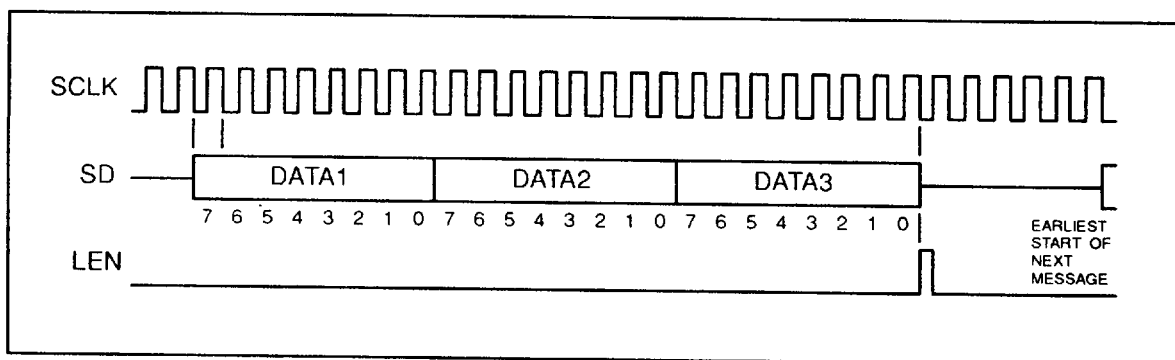 SCLK
SD
DATA1 DATA2 DATA3
7 6 5 4 3 2 1 0 7 6 5 4 3 2 1 0 7 6 5 4 3 2 1 0
LEN
EARLIEST
START OF
NEXT
MESSAGE